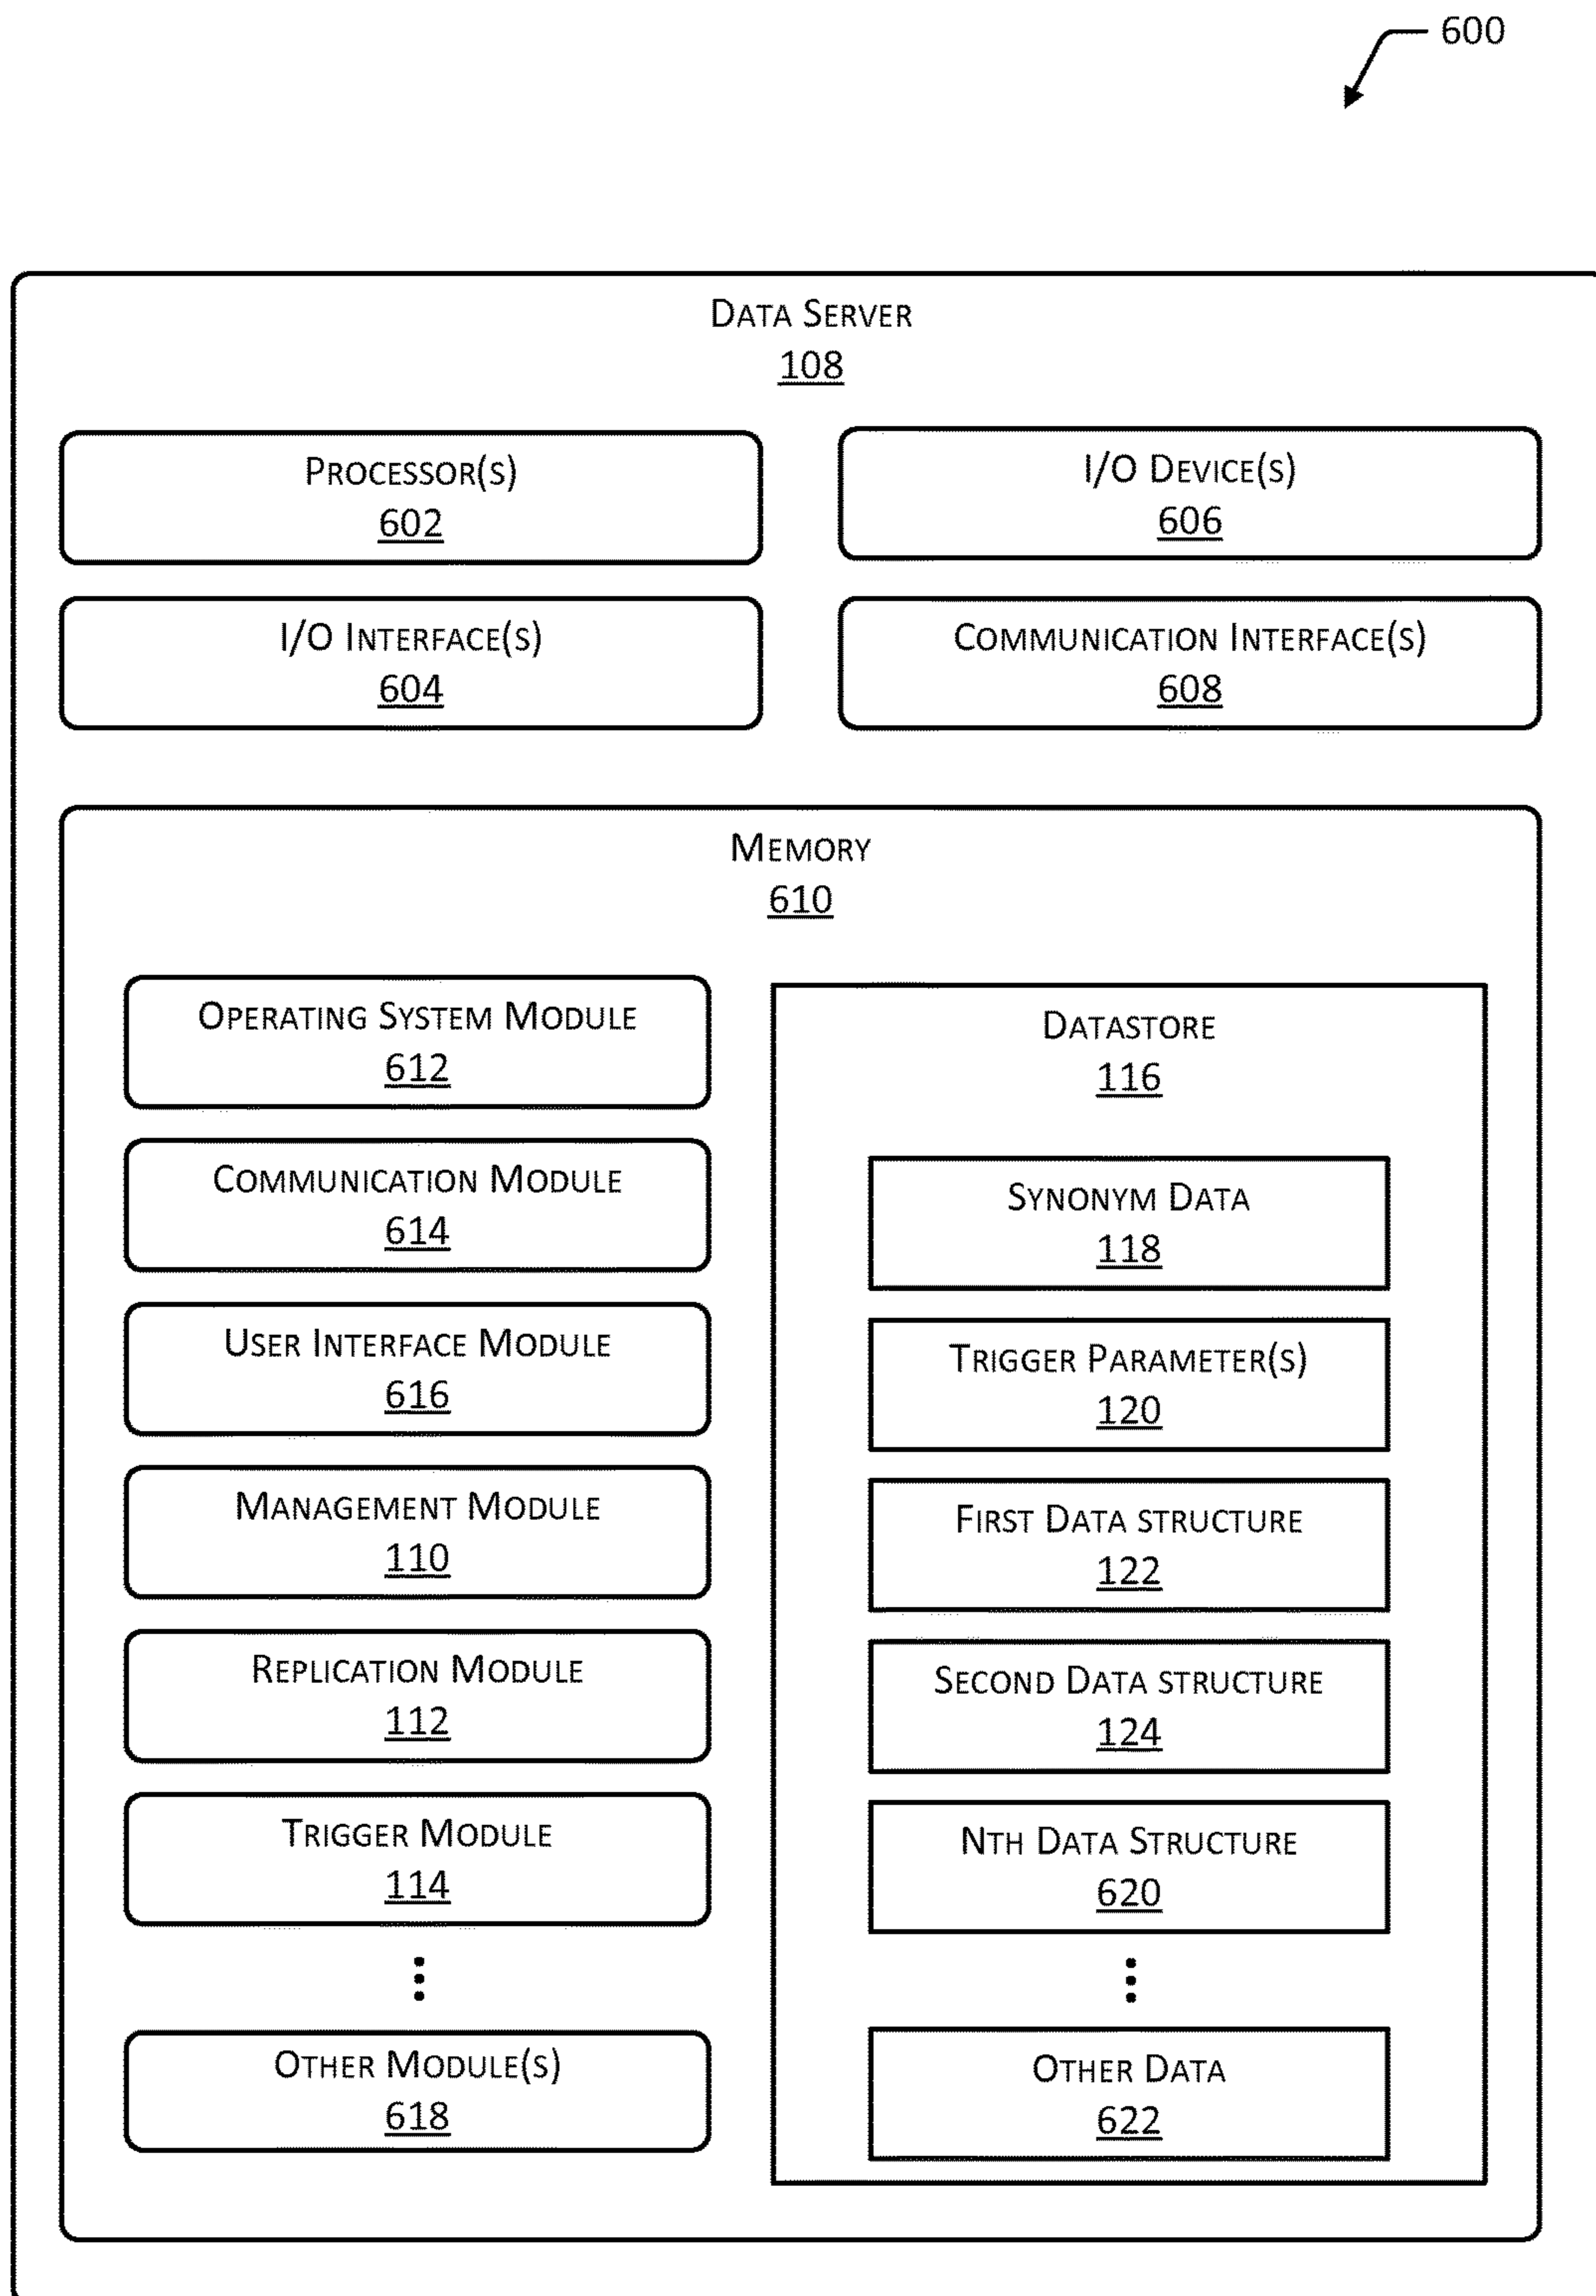 600
DATA SERVER
108
PROCESSOR(S)
602
I/O DEVICE(S)
606
I/O INTERFACE(S)
604
COMMUNICATION INTERFACE(S)
608
MEMORY
610
OPERATING SYSTEM MODULE
612
COMMUNICATION MODULE
614
USER INTERFACE MODULE
616
MANAGEMENT MODULE
110
REPLICATION MODULE
112
TRIGGER MODULE
114
OTHER MODULE(S)
618
DATASTORE
116
SYNONYM DATA
118
TRIGGER PARAMETER(S)
120
FIRST DATA STRUCTURE
122
SECOND DATA STRUCTURE
124
NTH DATA STRUCTURE
620
OTHER DATA
622